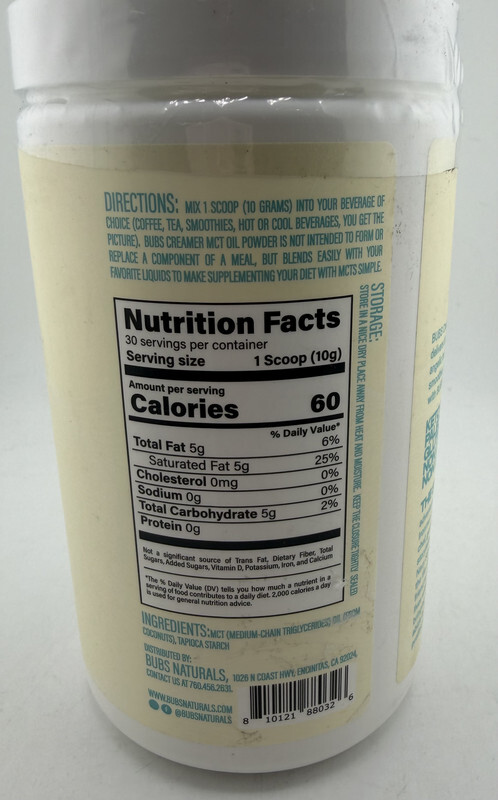 DIRECTIONS: MIX 1 SCOOP (10 GRAMS) INTO YOUR BEVERAGE OF
CHOICE (COFFEE, TEA, SMOOTHIES, HOT OR COOL BEVERAGES, YOU GET THE
PICTURE). BUBS CREAMER MCT OIL POWDER IS NOT INTENDED TO FORM OR
REPLACE A COMPONENT OF A MEAL, BUT BLENDS EASILY WITH YOUR
FAVORITE LIQUIDS TO MAKE SUPPLEMENTING YOUR DIET WITH MCTS SIMPLE.
STORAGE:
STORE IN A NICE DRY PLACE AWAY FROM HEAT AND MOISTURE. KEEP THE CLOSURE TIGHTLY SEALED
Nutrition Facts
30 servings per container
Serving size 1 Scoop (10g)
Amount per serving
Calories 60
% Daily Value*
Total Fat 5g 6%
Saturated Fat 5g 25%
Cholesterol 0mg 0%
Sodium 0g 0%
Total Carbohydrate 5g 2%
Protein 0g
Not a significant source of Trans Fat, Dietary Fiber, Total
Sugars, Added Sugars, Vitamin D, Potassium, Iron, and Calcium
*The % Daily Value (DV) tells you how much a nutrient in a
serving of food contributes to a daily diet. 2,000 calories a day
is used for general nutrition advice.
INGREDIENTS: MCT (MEDIUM-CHAIN TRIGLYCERIDES) OIL (FROM
COCONUTS), TAPIOCA STARCH
DISTRIBUTED BY:
BUBS NATURALS, 1026 N COAST HWY, ENCINITAS, CA 92024,
CONTACT US AT 760.456.2631.
WWW.BUBSNATURALS.COM
@BUBSNATURALS
8 10121 88032 6